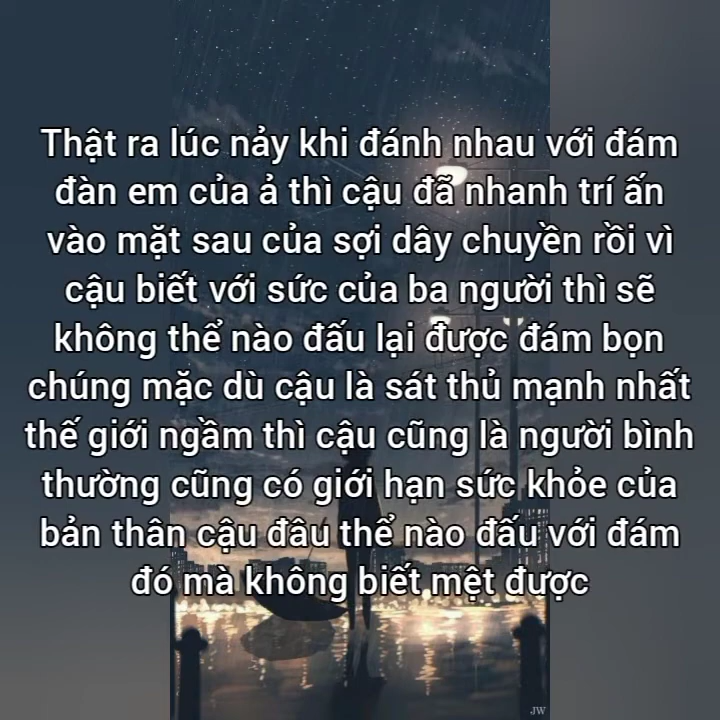 Thật ra lúc nảy khi đánh nhau với đám
đàn em của ả thì cậu đã nhanh trí ấn
vào mặt sau của sợi dây chuyền rồi vì
cậu biết với sức của ba người thì sẽ
không thể nào đấu lại được đám bọn
chúng mặc dù cậu là sát thủ mạnh nhất
thế giới ngầm thì cậu cũng là người bình
thường cũng có giới hạn sức khỏe của
bản thân cậu đâu thể nào đấu với đám
đó mà không biết mệt được
JW